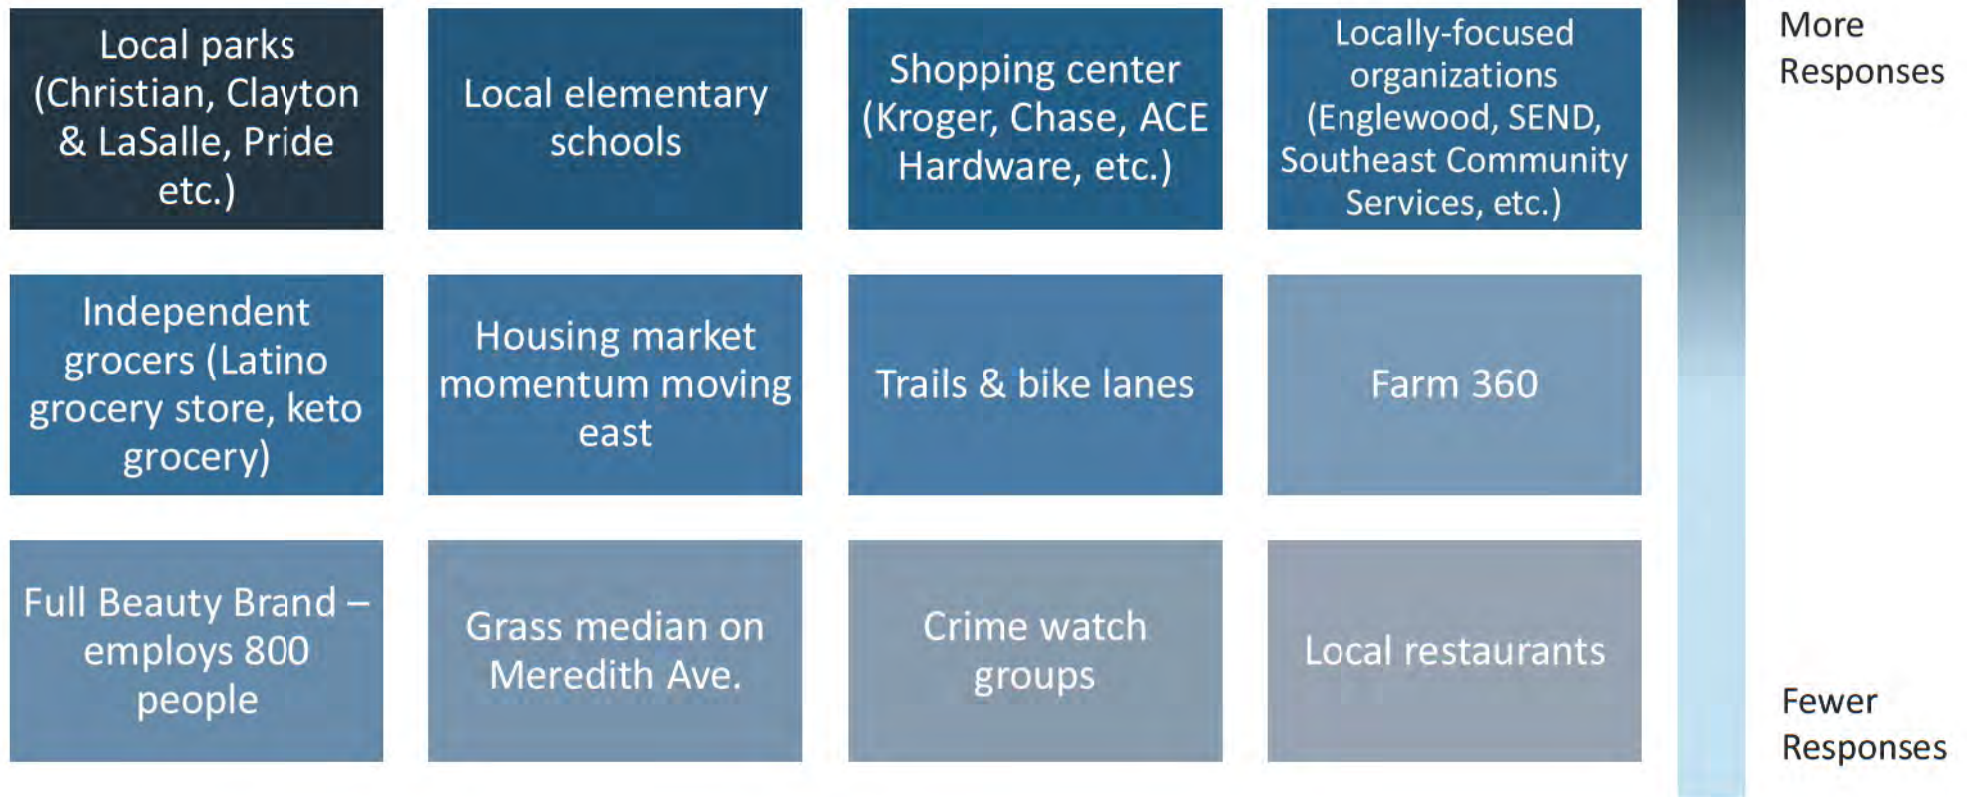 Local parks
(Christian, Clayton
& LaSalle, Pride
etc.)
Local elementary
schools
Shopping center
(Kroger, Chase, ACE
Hardware, etc.)
Locally-focused
organizations
(Englewood, SEND,
Southeast Community
Services, etc.)
More
Responses
Independent
grocers (Latino
grocery store, keto
grocery)
Housing market
momentum moving
east
Trails & bike lanes
Farm 360
Full Beauty Brand –
employs 800
people
Grass median on
Meredith Ave.
Crime watch
groups
Local restaurants
Fewer
Responses